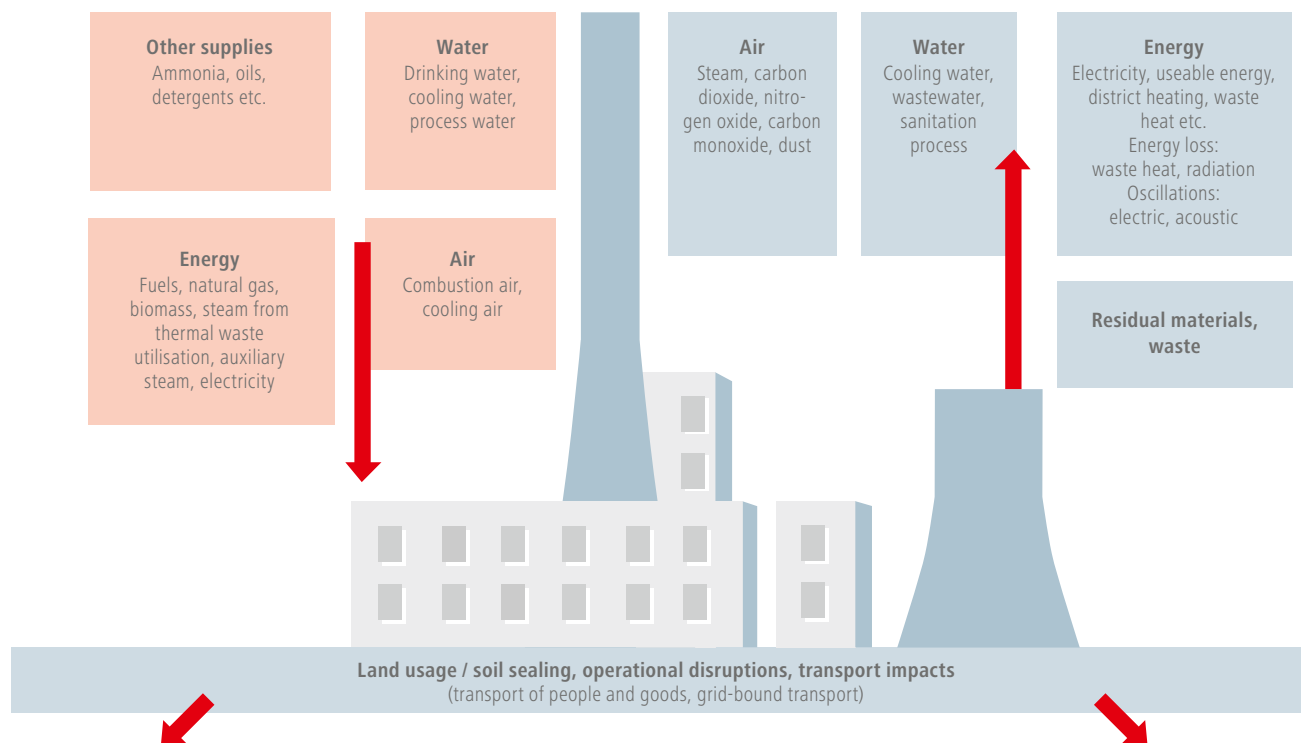 Other supplies
Ammonia, oils,
detergents etc.
Water
Drinking water,
cooling water,
process water
Air
Steam, carbon
dioxide, nitro-
gen oxide, carbon
monoxide, dust
Water
Cooling water,
wastewater,
sanitation
process
Energy
Electricity, useable energy,
district heating, waste
heat etc.
Energy loss:
waste heat, radiation
Oscillations:
electric, acoustic
Energy
Fuels, natural gas,
biomass, steam from
thermal waste
utilisation, auxiliary
steam, electricity
Air
Combustion air,
cooling air
Residual materials,
waste
Land usage / soil sealing, operational disruptions, transport impacts
(transport of people and goods, grid-bound transport)